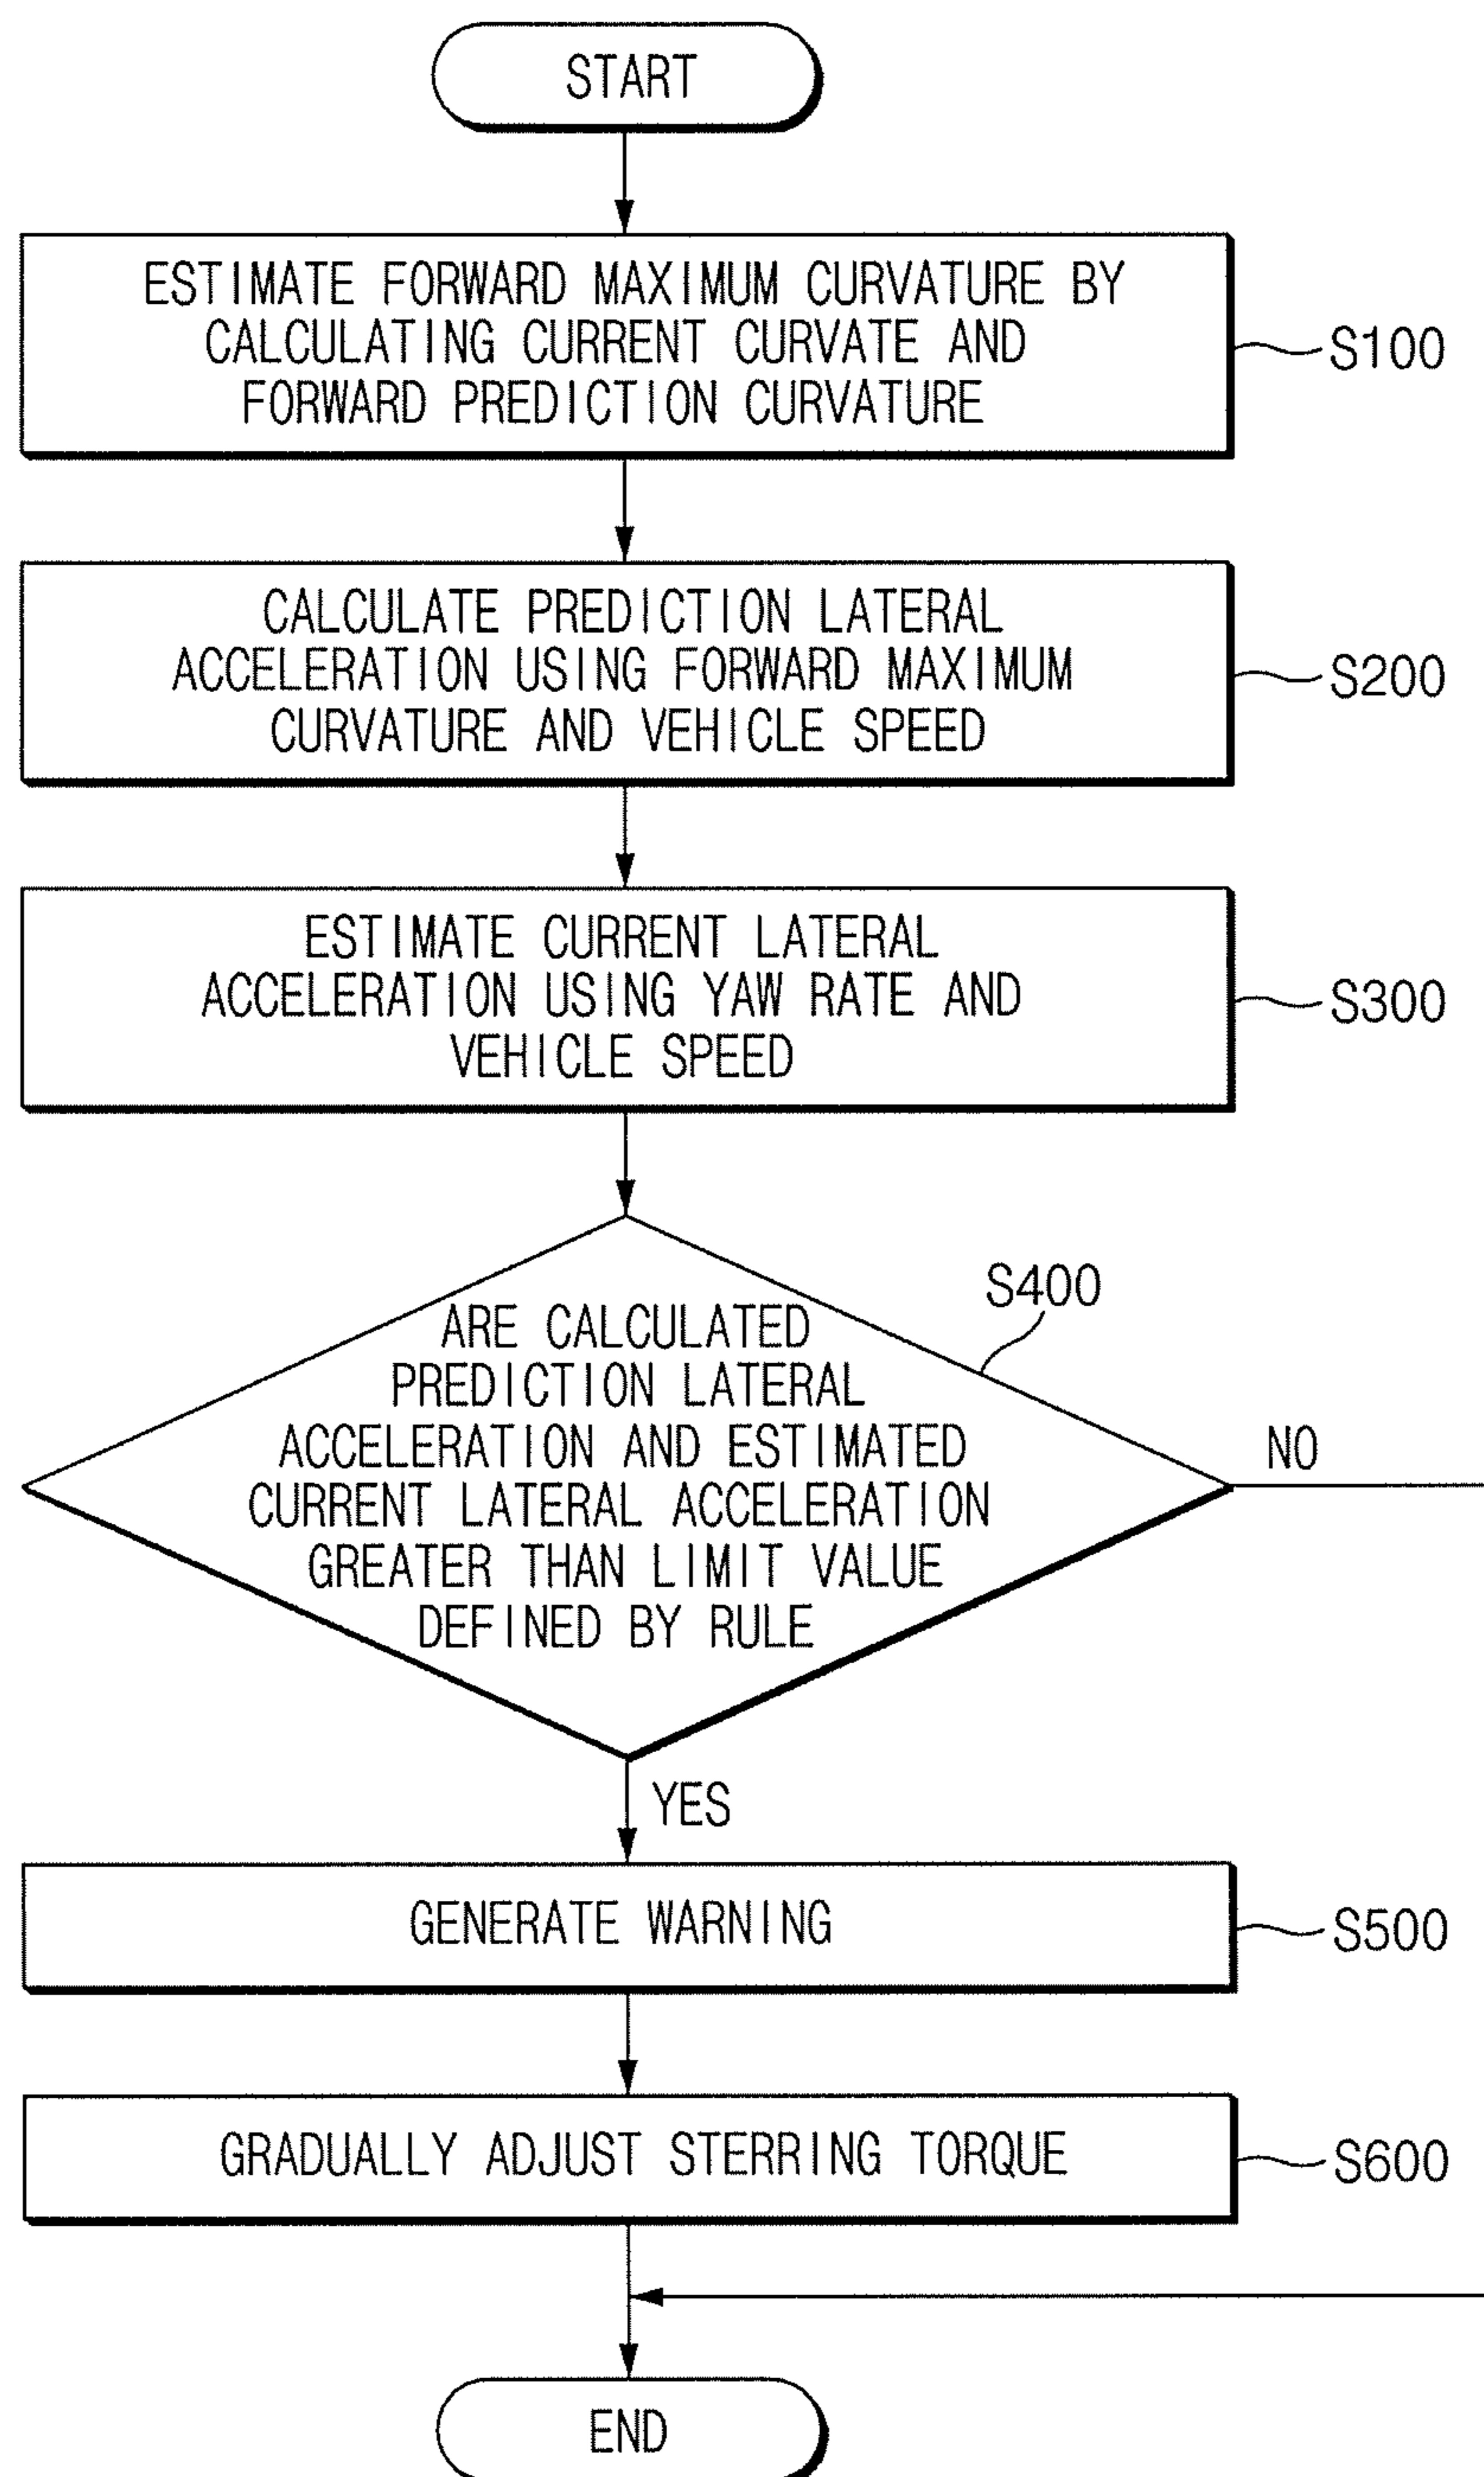 START
ESTIMATE FORWARD MAXIMUM CURVATURE BY
CALCULATING CURRENT CURVATE AND
FORWARD PREDICTION CURVATURE
S100
CALCULATE PREDICTION LATERAL
ACCELERATION USING FORWARD MAXIMUM
CURVATURE AND VEHICLE SPEED
S200
ESTIMATE CURRENT LATERAL
ACCELERATION USING YAW RATE AND
VEHICLE SPEED
S300
S400
ARE CALCULATED
PREDICTION LATERAL
ACCELERATION AND ESTIMATED
CURRENT LATERAL ACCELERATION
GREATER THAN LIMIT VALUE
DEFINED BY RULE
NO
YES
GENERATE WARNING
S500
GRADUALLY ADJUST STERRING TORQUE
S600
END